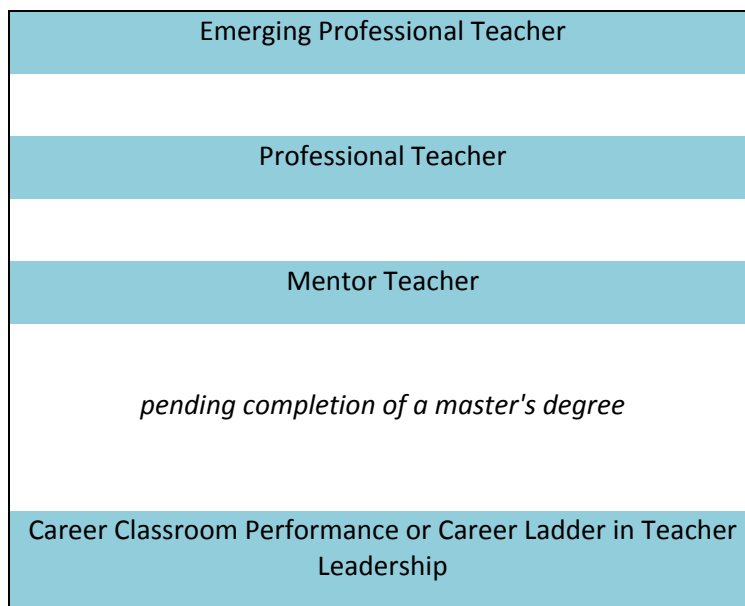 Emerging Professional Teacher
Professional Teacher
Mentor Teacher
pending completion of a master's degree
Career Classroom Performance or Career Ladder in Teacher
Leadership